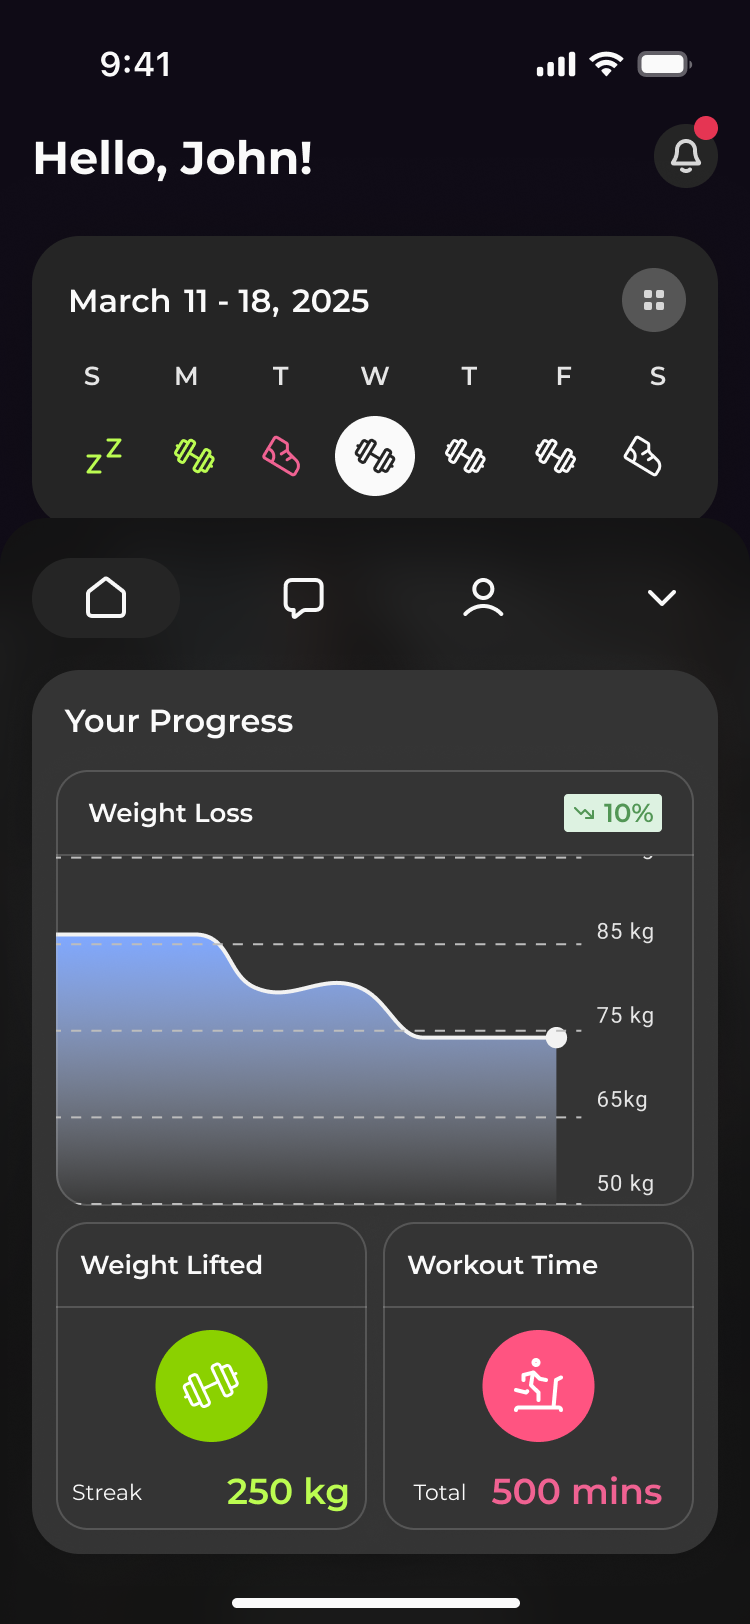 9:41
Hello, John!
March 11 - 18, 2025
S M T W T F S
z z
Your Progress
Weight Loss
10%
85 kg
75 kg
65kg
50 kg
Weight Lifted
Workout Time
Streak 250 kg
Total 500 mins